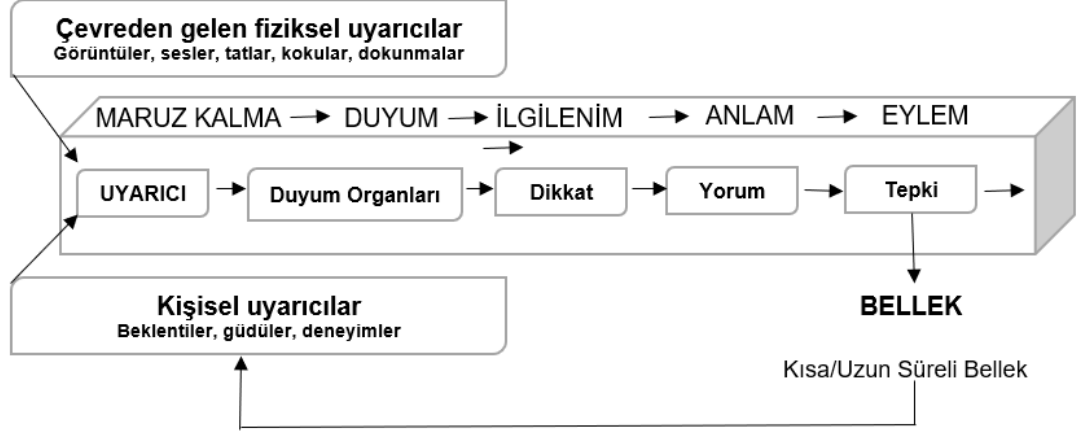 Çevreden gelen fiziksel uyarıcılar
Görüntüler, sesler, tatlar, kokular, dokunmalar
MARUZ KALMA DUYUM İLGİLENİM ANLAM EYLEM
UYARICI Duyum Organları Dikkat Yorum Tepki
Kişisel uyarıcılar
Beklentiler, güdüler, deneyimler
BELLEK
Kısa/Uzun Süreli Bellek